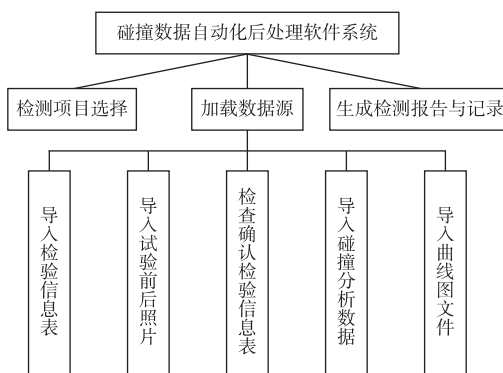 碰撞数据自动化后处理软件系统
检测项目选择
加载数据源
生成检测报告与记录
导入检验信息表
导入试验前后照片
检查确认检验信息表
导入碰撞分析数据
导入曲线图文件